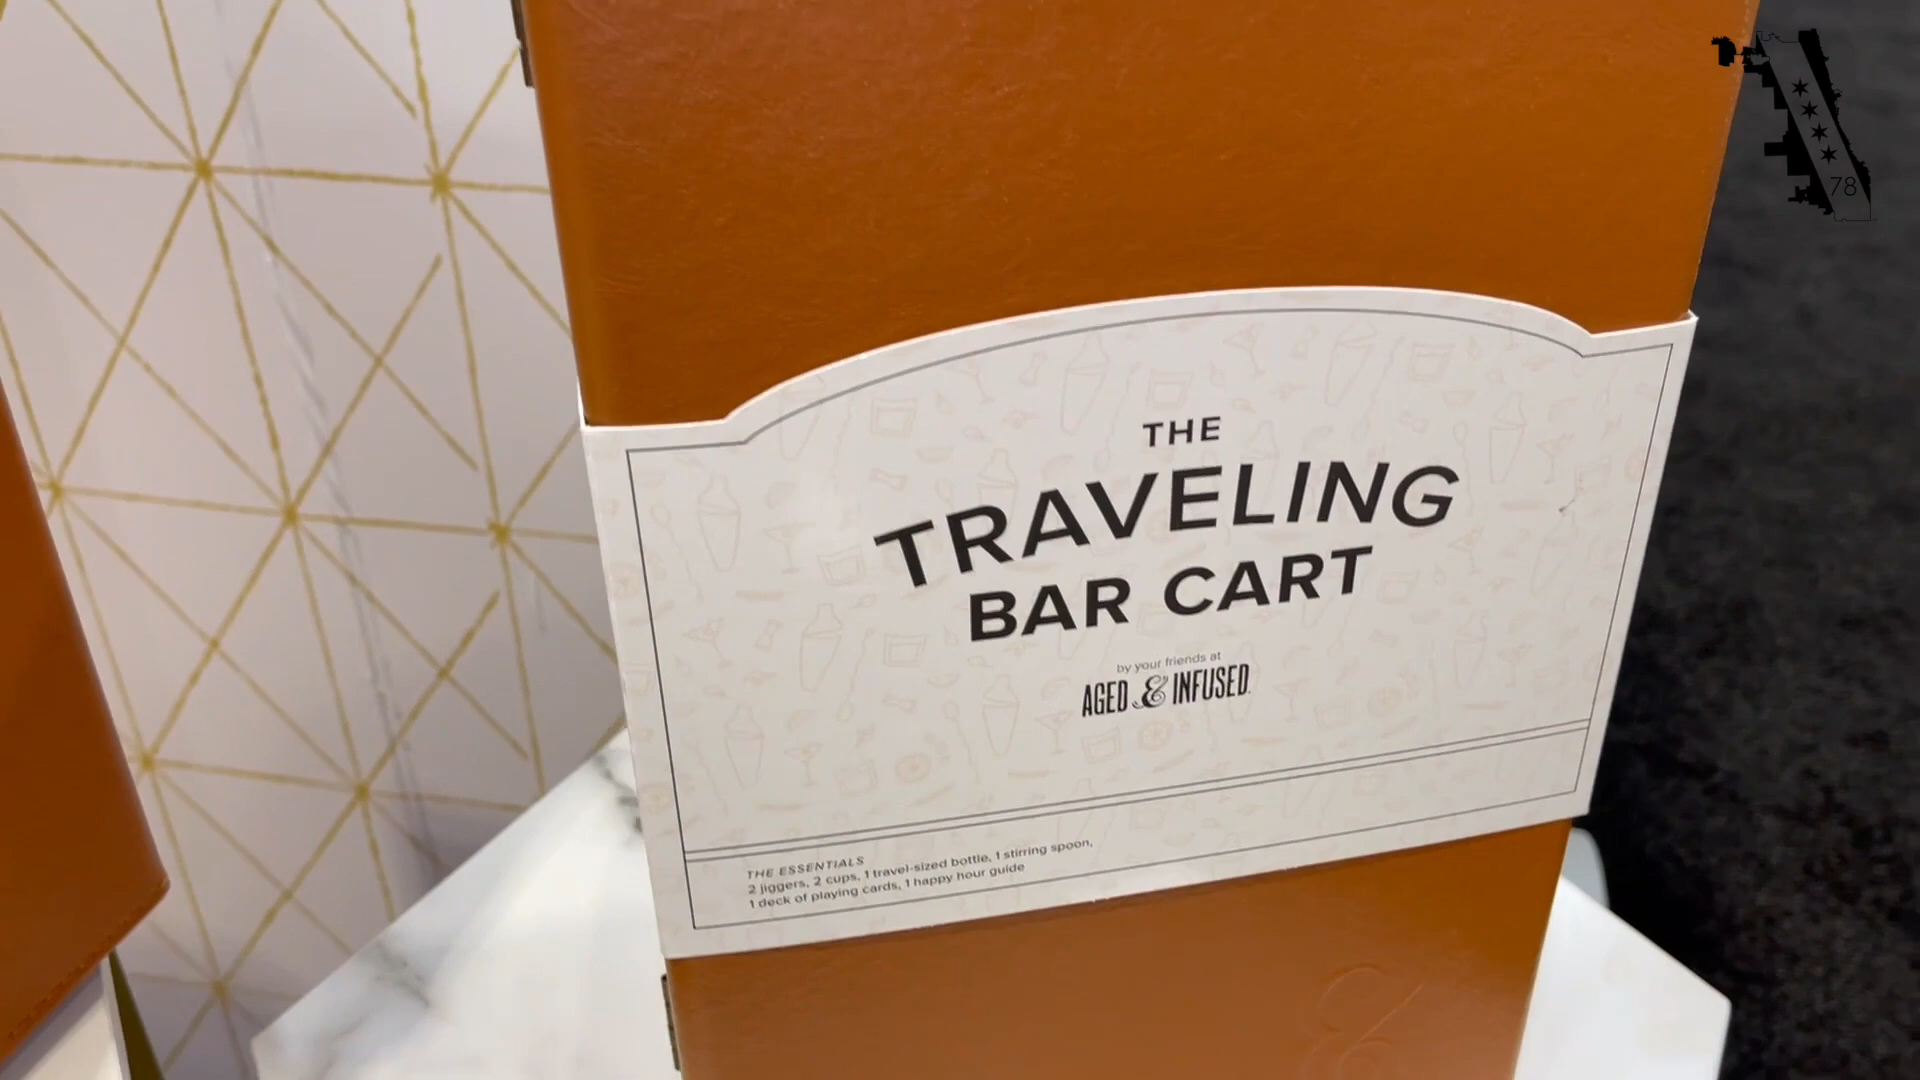 78
THE
TRAVELING
BAR CART
by your friends at
AGED & INFUSED
THE ESSENTIALS
2 jiggers, 2 cups, 1 travel-sized bottle, 1 stirring spoon,
1 deck of playing cards, 1 happy hour guide
&